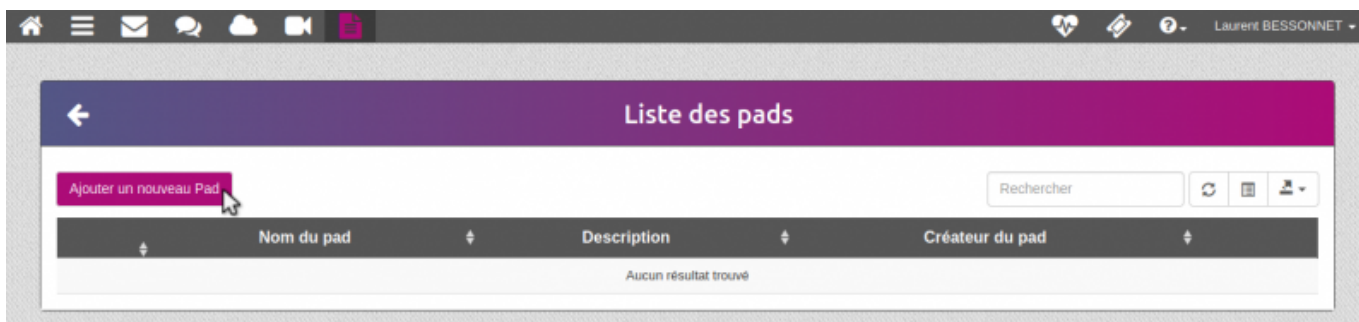 Laurent BESSONNET
Liste des pads
Ajouter un nouveau Pad
Rechercher
Nom du pad Description Créateur du pad
Aucun résultat trouvé